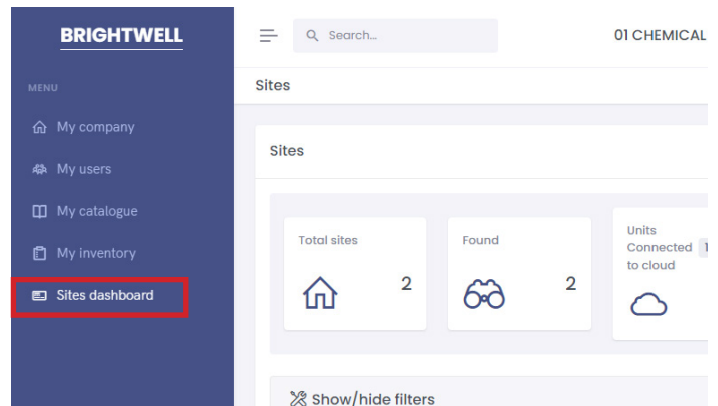 BRIGHTWELL
Search...
01 CHEMICAL
MENU
Sites
My company
My users
My catalogue
My inventory
Sites dashboard
Sites
Total sites
2
Found
2
Units
Connected 1
to cloud
Show/hide filters